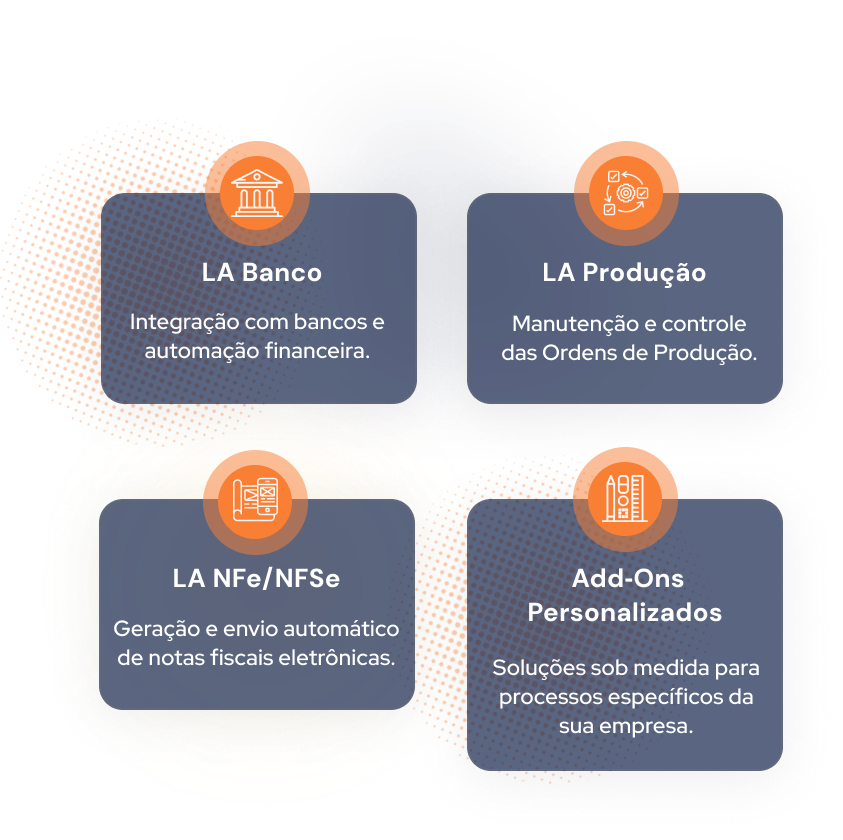 LA Banco
Integração com bancos e
automação financeira.
LA Produção
Manutenção e controle
das Ordens de Produção.
LA NFe/NFSe
Geração e envio automático
de notas fiscais eletrônicas.
Add-Ons
Personalizados
Soluções sob medida para
processos específicos da
sua empresa.